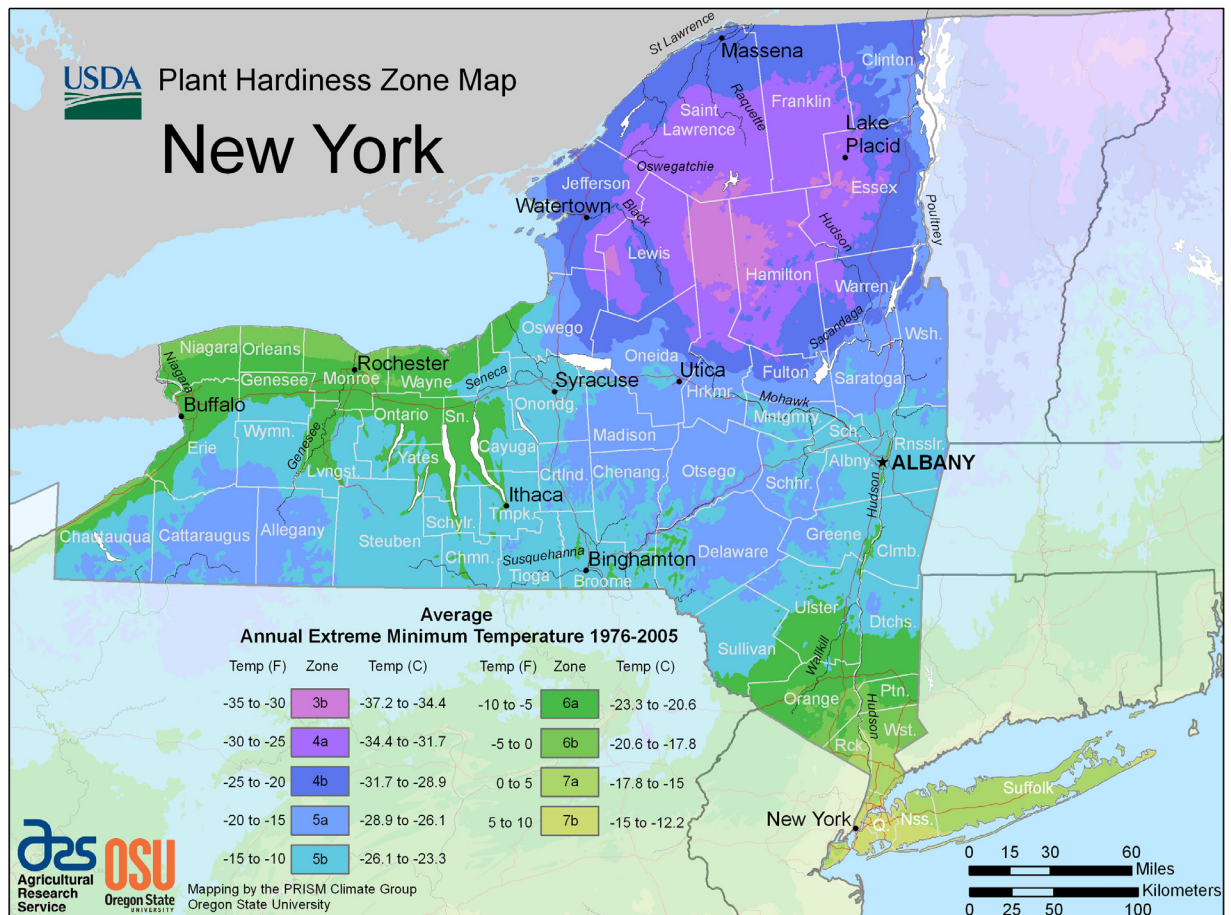 USDA
Plant Hardiness Zone Map
New York
St Lawrence
Massena
Clinton
Raquette
Franklin
Saint
Lawrence
Lake
Placid
Oswegatchie
Essex
Jefferson
Watertown
Black
Hudson
Poultney
Lewis
Hamilton
Warren
Oswego
Sacandaga
Wsh.
Niagara
Orleans
Niagara
Rochester
Genesee
Monroe
Wayne
Seneca
Oneida
Utica
Fulton
Saratoga
Syracuse
Hrkmr.
Mohawk
Buffalo
Ontario
Sn.
Onondg.
Mntgmry.
Erie
Wymn.
Genesee
Cayuga
Madison
Sch.
Rnsslr.
Lvngst.
Yates
Crtlnd.
Chenang.
Otsego
Albny.
ALBANY
Schhr.
Ithaca
Tmpk.
Hudson
Chautauqua
Cattaraugus
Allegany
Steuben
Schylr.
Greene
Clmb.
Chmn.
Susquehanna
Binghamton
Delaware
Tioga
Broome
Ulster
Dtchs.
Sullivan
Wallkill
Orange
Hudson
Ptn.
Wst.
Rck.
Suffolk
New York
Q.
Nss.
Average
Annual Extreme Minimum Temperature 1976-2005
Temp (F) Zone Temp (C) Temp (F) Zone Temp (C)
-35 to -30 3b -37.2 to -34.4 -10 to -5 6a -23.3 to -20.6
-30 to -25 4a -34.4 to -31.7 -5 to 0 6b -20.6 to -17.8
-25 to -20 4b -31.7 to -28.9 0 to 5 7a -17.8 to -15
-20 to -15 5a -28.9 to -26.1 5 to 10 7b -15 to -12.2
-15 to -10 5b -26.1 to -23.3
ars
Agricultural
Research
Service
OSU
Oregon State
UNIVERSITY
Mapping by the PRISM Climate Group
Oregon State University
0 15 30 60
Miles
Kilometers
0 25 50 100